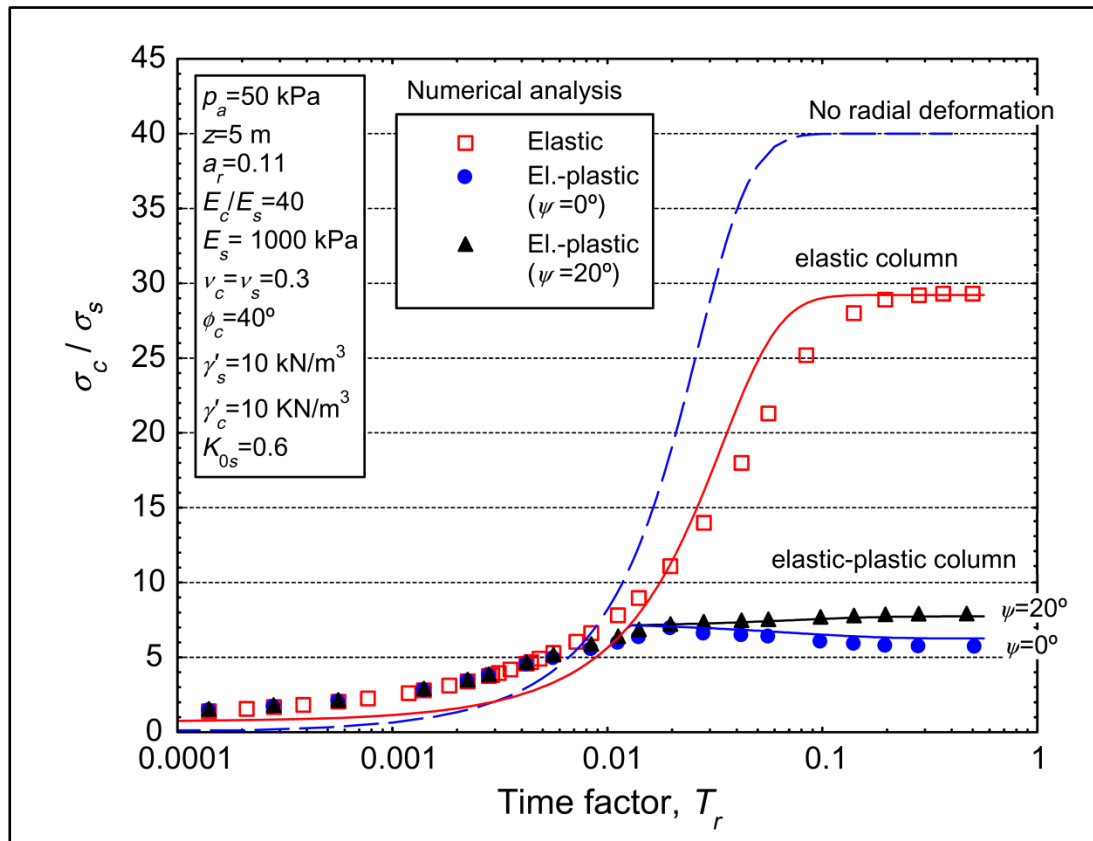 45
40
35
30
25
20
15
10
5
0
σc / σs
pa=50 kPa
z=5 m
ar=0.11
Ec/Es=40
Es= 1000 kPa
νc=νs=0.3
ϕc=40º
γ's=10 kN/m³
γ'c=10 KN/m³
K0s=0.6
Numerical analysis
Elastic
El.-plastic
(ψ=0º)
El.-plastic
(ψ=20º)
No radial deformation
elastic column
elastic-plastic column
ψ=20º
ψ=0º
0.0001
0.001
0.01
0.1
1
Time factor, Tr